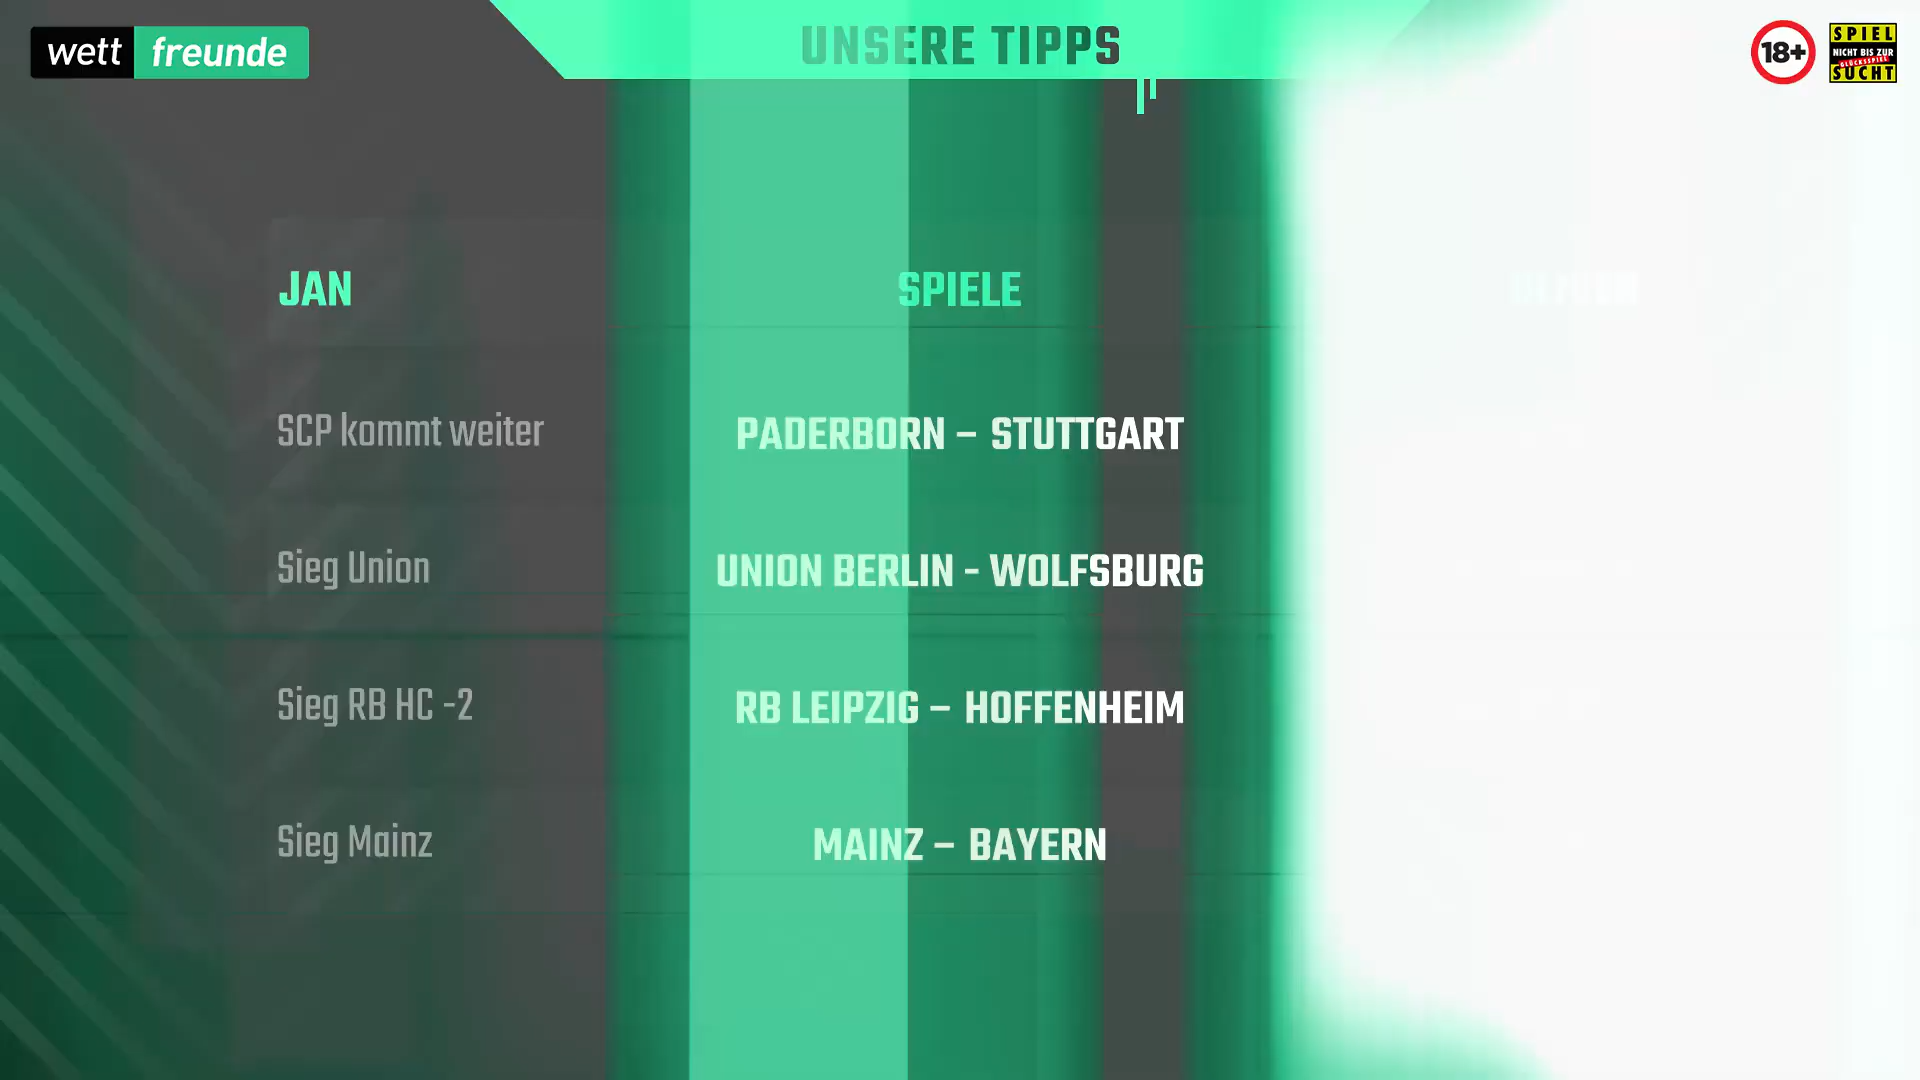 wett freunde
UNSERE TIPPS
18+
SPIEL
NICHT BIS ZUR
GLÜCKSSPIEL
SUCHT
JAN SPIELE
SCP kommt weiter PADERBORN – STUTTGART
Sieg Union UNION BERLIN - WOLFSBURG
Sieg RB HC -2 RB LEIPZIG – HOFFENHEIM
Sieg Mainz MAINZ – BAYERN